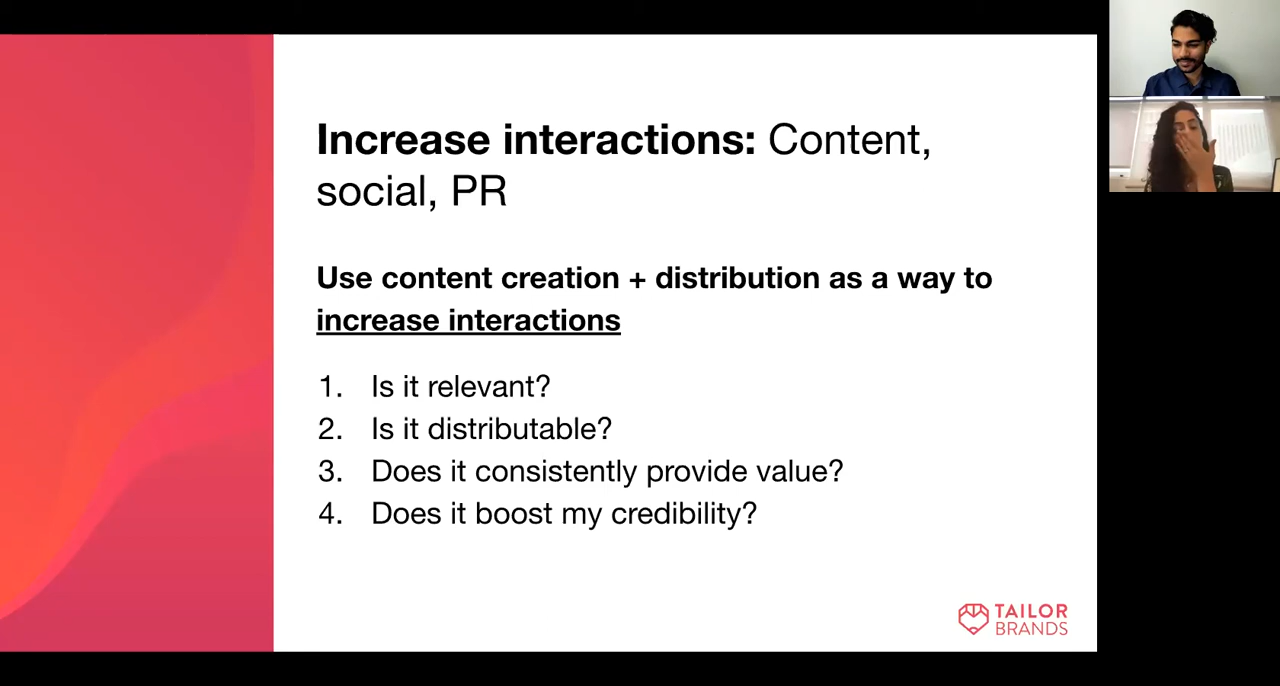 Increase interactions: Content,
social, PR
Use content creation + distribution as a way to
increase interactions
1. Is it relevant?
2. Is it distributable?
3. Does it consistently provide value?
4. Does it boost my credibility?
TAILOR
BRANDS